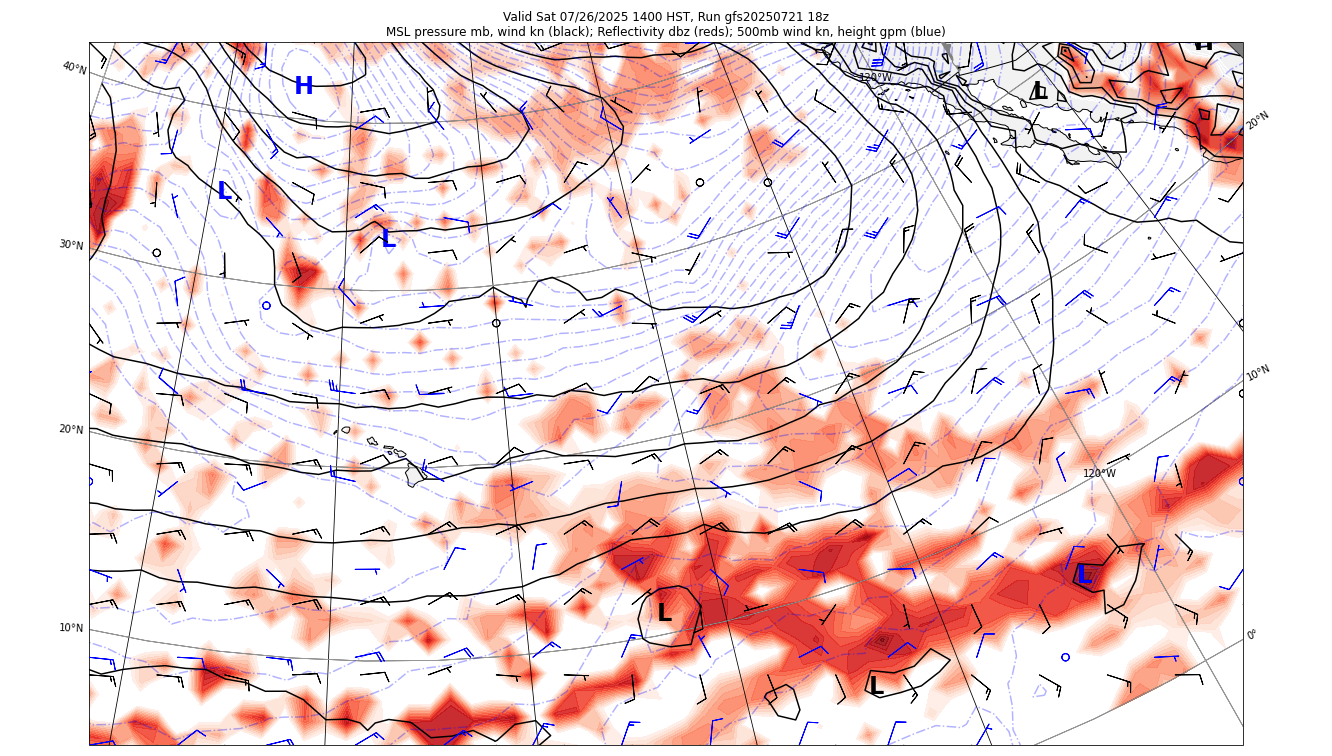 Valid Sat 07/26/2025 1400 HST, Run gfs20250721 18z
MSL pressure mb, wind kn (black); Reflectivity dbz (reds); 500mb wind kn, height gpm (blue)
H
40°N
120°W
H
L
20°N
L
30°N
L
10°N
20°N
120°W
L
L
10°N
0°
L